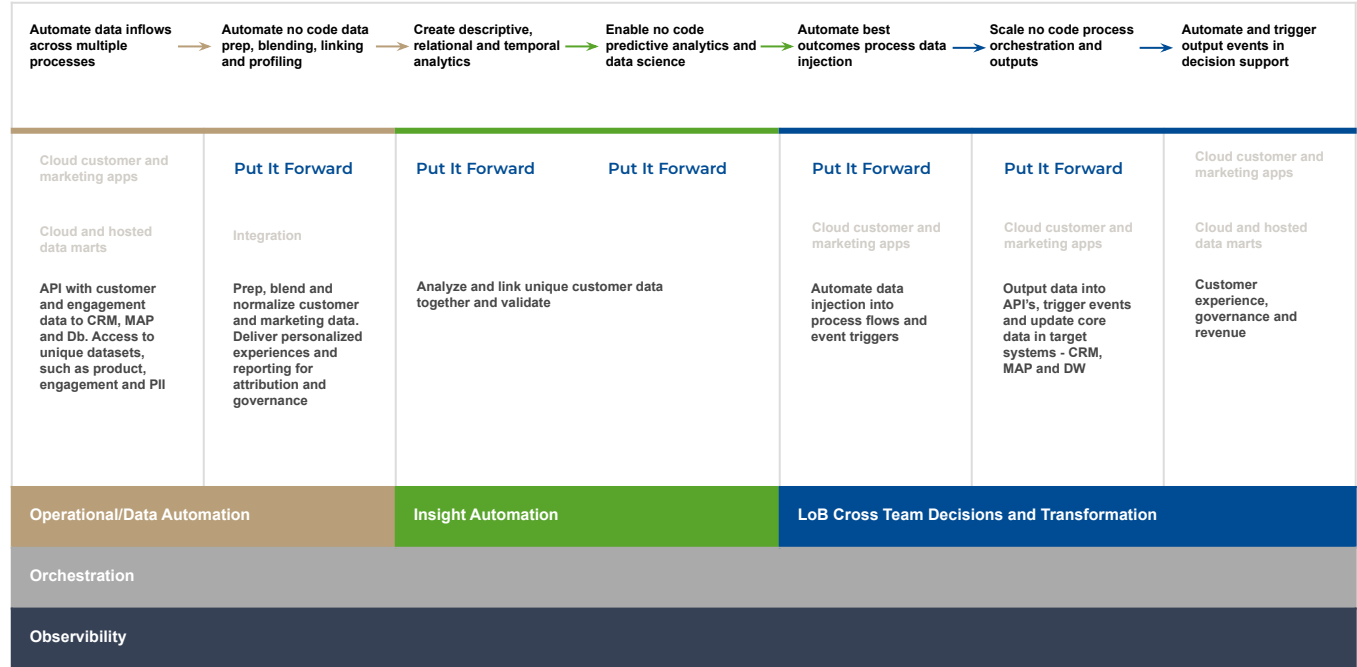 Automate data inflows
across multiple
processes
Automate no code data
prep, blending, linking
and profiling
Create descriptive,
relational and temporal
analytics
Enable no code
predictive analytics and
data science
Automate best
outcomes process data
injection
Scale no code process
orchestration and
outputs
Automate and trigger
output events in
decision support
Cloud customer and
marketing apps
Cloud and hosted
data marts
API with customer
and engagement
data to CRM, MAP
and Db. Access to
unique datasets,
such as product,
engagement and PII
Put It Forward
Integration
Prep, blend and
normalize customer
and marketing data.
Deliver personalized
experiences and
reporting for
attribution and
governance
Put It Forward
Put It Forward
Analyze and link unique customer data
together and validate
Put It Forward
Cloud customer and
marketing apps
Automate data
injection into
process flows and
event triggers
Put It Forward
Cloud customer and
marketing apps
Output data into
API's, trigger events
and update core
data in target
systems - CRM,
MAP and DW
Cloud customer and
marketing apps
Cloud and hosted
data marts
Customer
experience,
governance and
revenue
Operational/Data Automation
Insight Automation
LoB Cross Team Decisions and Transformation
Orchestration
Observibility